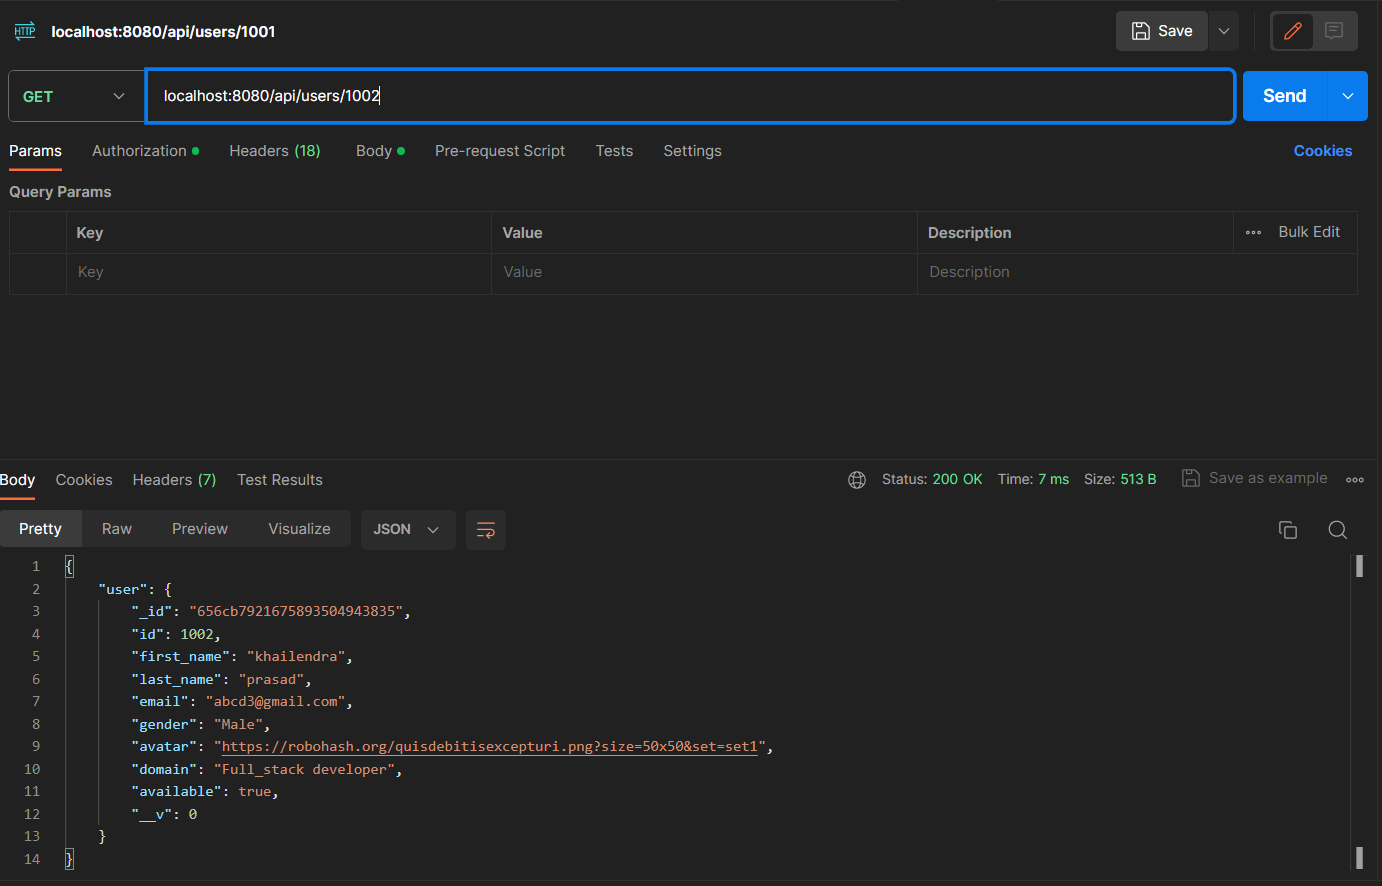 HTTP localhost:8080/api/users/1001 Save
GET localhost:8080/api/users/1002 Send
Params Authorization Headers (18) Body Pre-request Script Tests Settings Cookies
Query Params
Key Value Description Bulk Edit
Key Value Description
Body Cookies Headers (7) Test Results Status: 200 OK Time: 7 ms Size: 513 B Save as example
Pretty Raw Preview Visualize JSON
1 {
2 "user": {
3 "_id": "656cb7921675893504943835",
4 "id": 1002,
5 "first_name": "khailendra",
6 "last_name": "prasad",
7 "email": "abcd3@gmail.com",
8 "gender": "Male",
9 "avatar": "https://robohash.org/quisdebitisexcepturi.png?size=50x50&set=set1",
10 "domain": "Full_stack developer",
11 "available": true,
12 "__v": 0
13 }
14 }